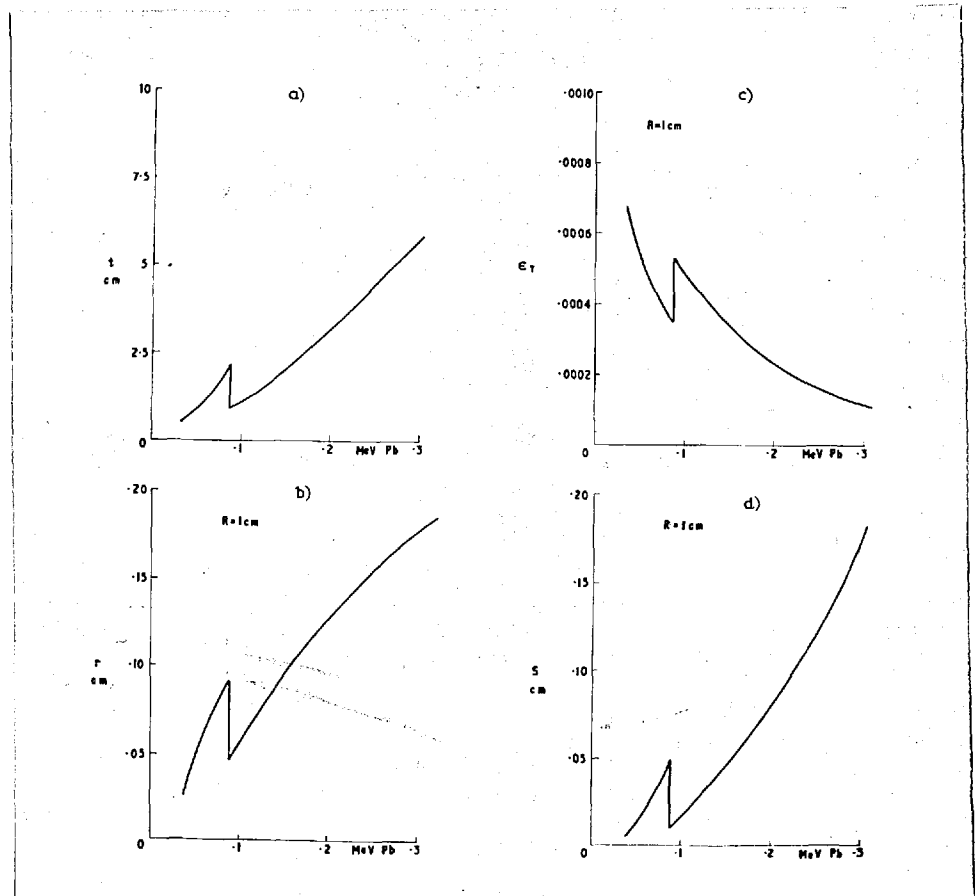 a)
10
7·5
t
cm
5
2·5
0
·1
·2
MeV Pb
·3
c)
·0010
R=1cm
·0008
·0006
ϵT
·0004
·0002
0
·1
·2
MeV Pb
·3
b)
·20
R=1cm
·15
r
cm
·10
·05
0
·1
·2
MeV Pb
·3
d)
·20
R=1cm
·15
S
cm
·10
·05
0
·1
·2
MeV Pb
·3